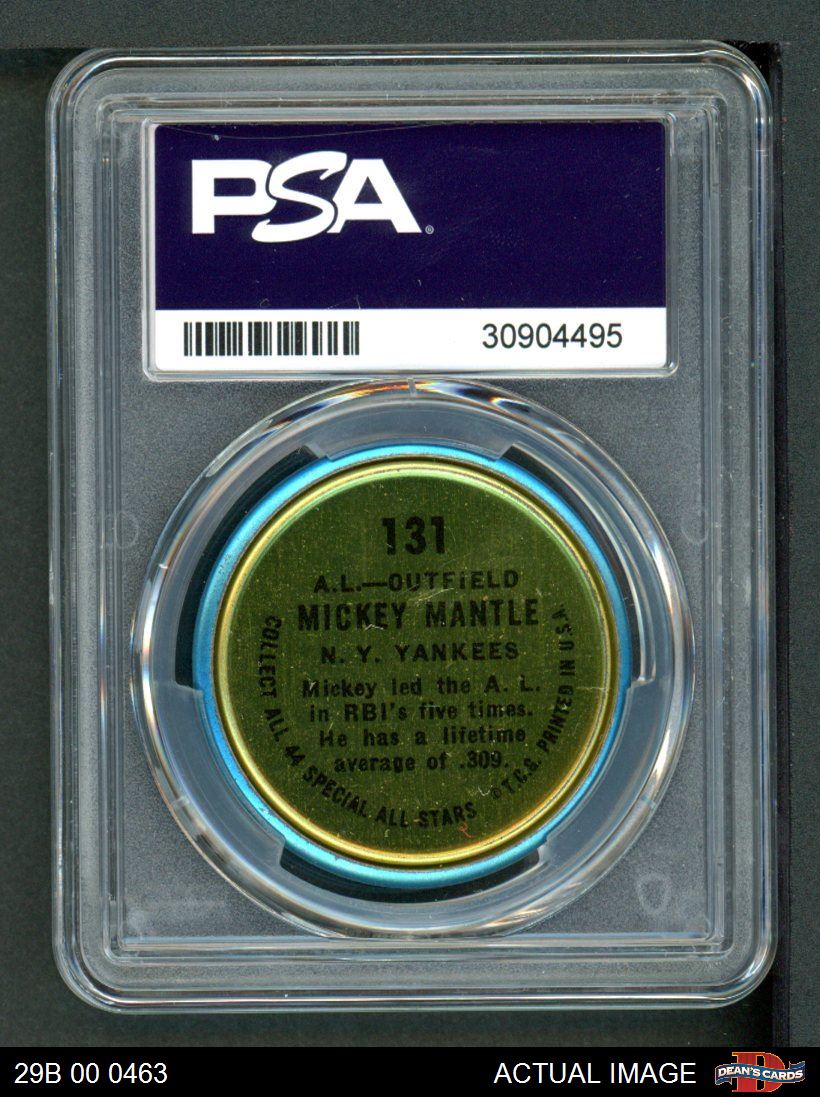 PSA®
30904495
131
A.L.—OUTFIELD
MICKEY MANTLE
N. Y. YANKEES
Mickey led the A. L.
in RBI's five times.
He has a lifetime
average of .309.
COLLECT ALL 44 SPECIAL ALL STARS
©T.C.G. PRINTED IN U.S.A.
29B 00 0463
ACTUAL IMAGE
DEAN'S CARDS